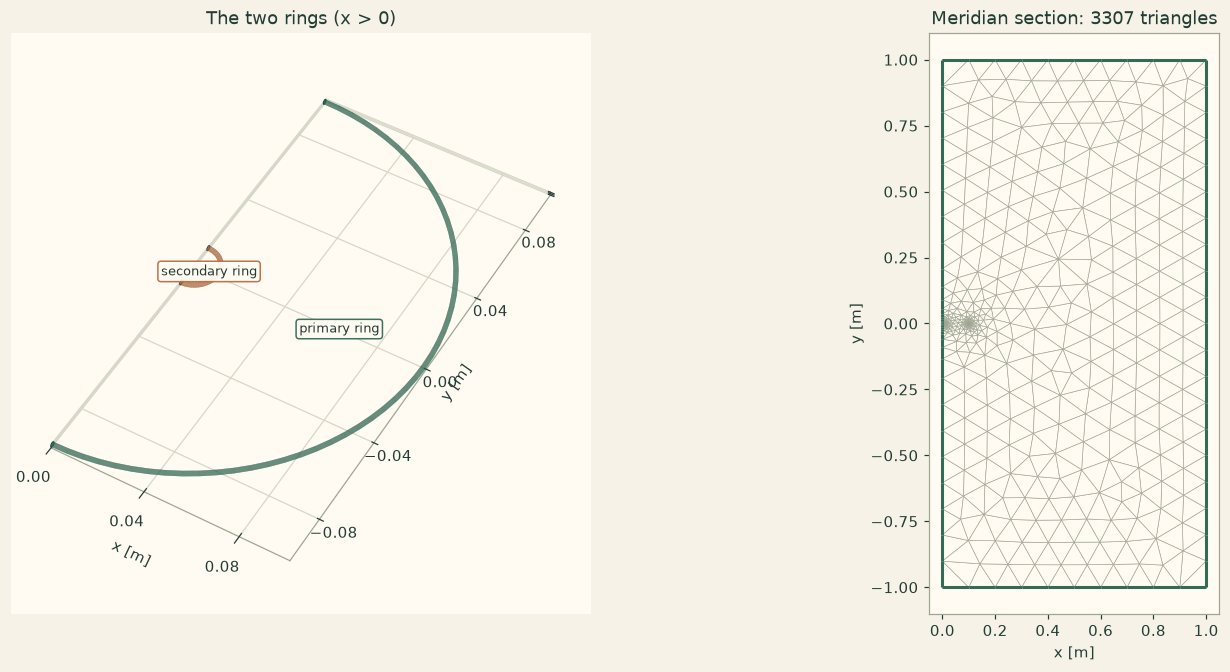 The two rings (x > 0)
secondary ring
primary ring
0.08
0.04
0.00
y [m]
−0.04
−0.08
0.00
0.04
0.08
x [m]
Meridian section: 3307 triangles
1.00
0.75
0.50
0.25
0.00
−0.25
−0.50
−0.75
−1.00
y [m]
0.0 0.2 0.4 0.6 0.8 1.0
x [m]